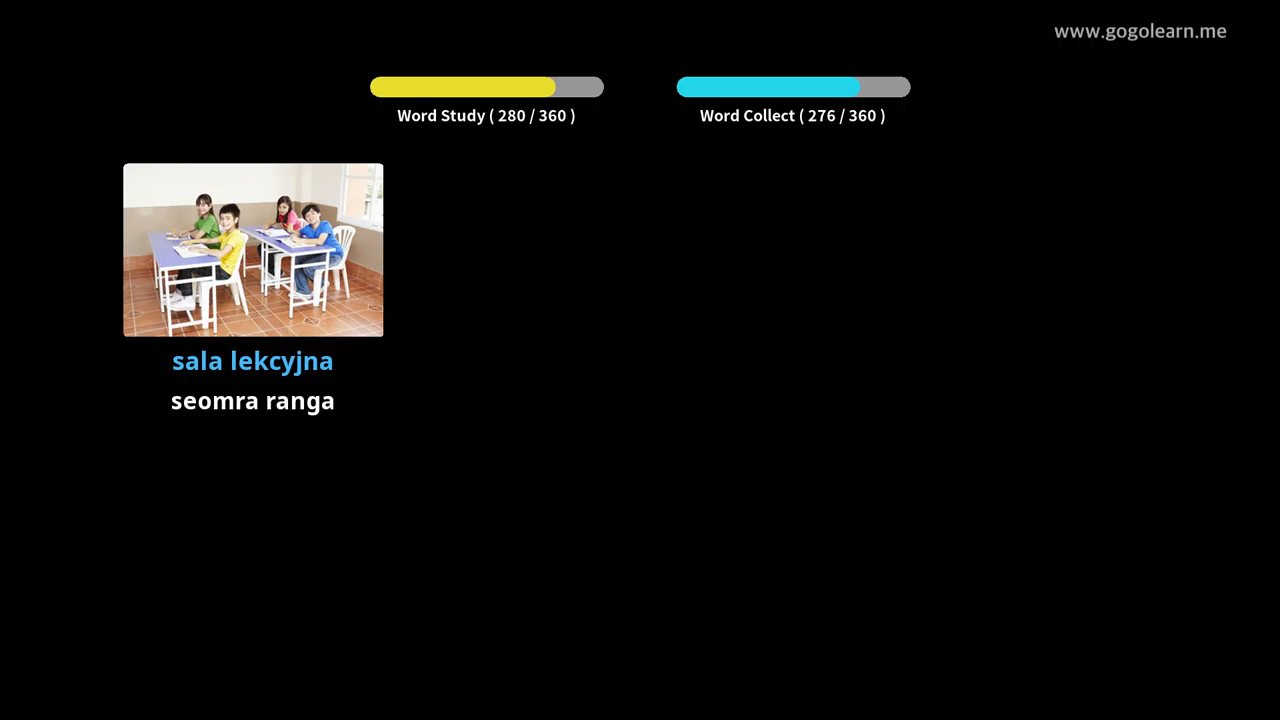 www.gogolearn.me
Word Study ( 280 / 360 )
Word Collect ( 276 / 360 )
sala lekcyjna
seomra ranga